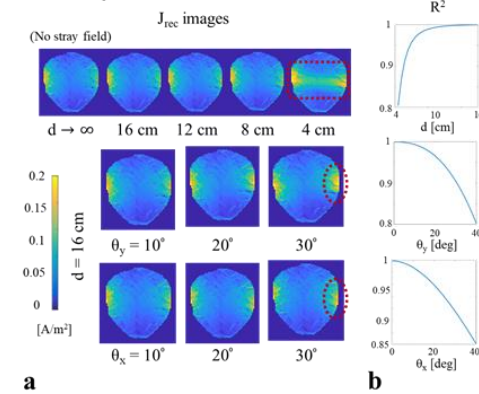 J_rec images
(No stray field)
d → ∞ 16 cm 12 cm 8 cm 4 cm
0.2
0.15
0.1
0.05
0
[A/m²]
d = 16 cm
θ_y = 10° 20° 30°
θ_x = 10° 20° 30°
a
R²
1
0.9
0.8
4 10 1
d [cm]
1
0.9
0.8
0 20 40
θ_y [deg]
1
0.95
0.9
0.85
0 20 40
θ_x [deg]
b